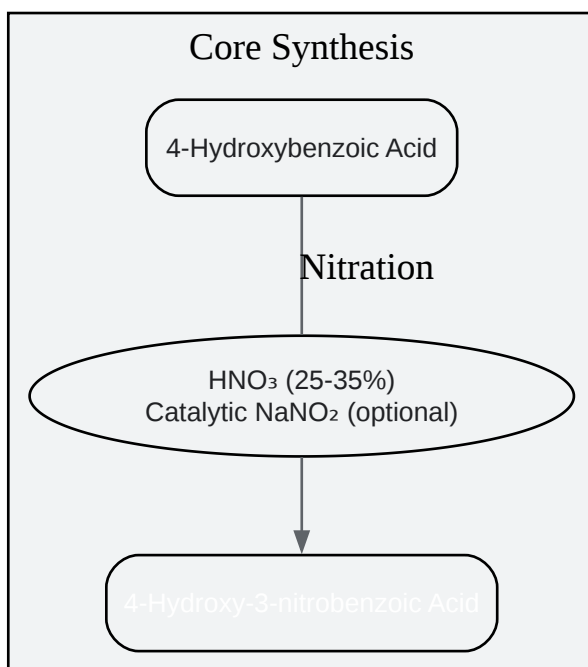 Core Synthesis
4-Hydroxybenzoic Acid
Nitration
HNO₃ (25-35%)
Catalytic NaNO₂ (optional)
4-Hydroxy-3-nitrobenzoic Acid